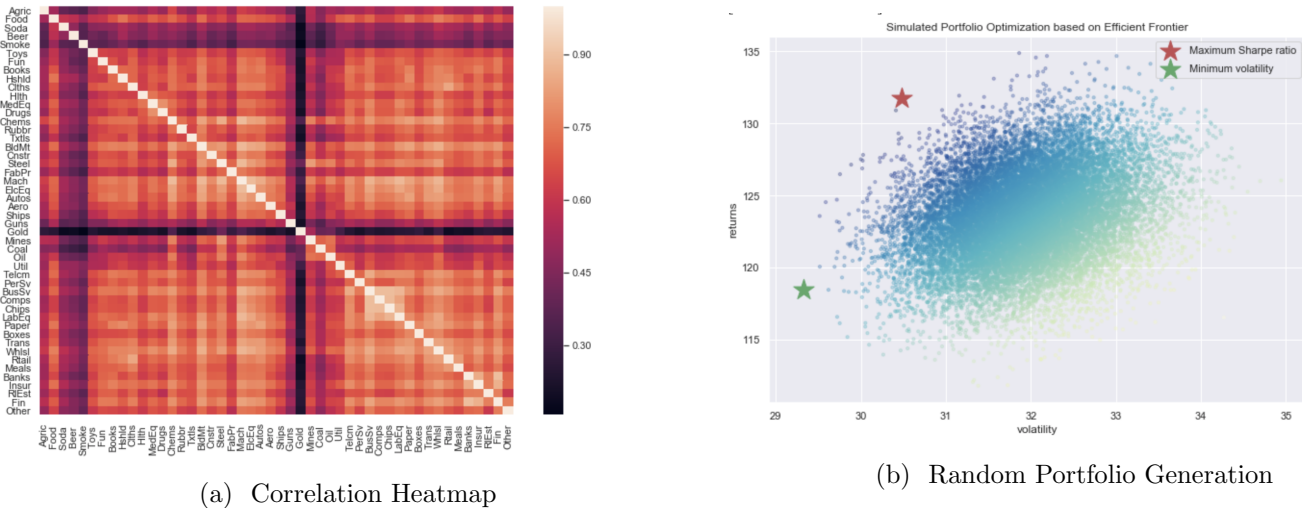 Agric
Food
Soda
Beer
Smoke
Toys
Fun
Books
Hshld
Clths
Hlth
MedEq
Drugs
Chems
Rubbr
Txtls
BldMt
Cnstr
Steel
FabPr
Mach
ElcEq
Autos
Aero
Ships
Guns
Gold
Mines
Coal
Oil
Util
Telcm
PerSv
BusSv
Comps
Chips
LabEq
Paper
Boxes
Trans
Whlsl
Rtail
Meals
Banks
Insur
RlEst
Fin
Other
Agric Food Soda Beer Smoke Toys Fun Books Hshld Clths Hlth MedEq Drugs Chems Rubbr Txtls BldMt Cnstr Steel FabPr Mach ElcEq Autos Aero Ships Guns Gold Mines Coal Oil Util Telcm PerSv BusSv Comps Chips LabEq Paper Boxes Trans Whlsl Rtail Meals Banks Insur RlEst Fin Other
0.90
0.75
0.60
0.45
0.30
(a) Correlation Heatmap
Simulated Portfolio Optimization based on Efficient Frontier
Maximum Sharpe ratio
Minimum volatility
returns
135
130
125
120
115
29 30 31 32 33 34 35
volatility
(b) Random Portfolio Generation